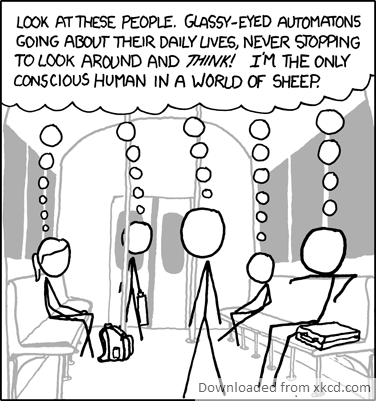 LOOK AT THESE PEOPLE. GLASSY-EYED AUTOMATONS
GOING ABOUT THEIR DAILY LIVES, NEVER STOPPING
TO LOOK AROUND AND THINK! I'M THE ONLY
CONSCIOUS HUMAN IN A WORLD OF SHEEP.
Downloaded from xkcd.com